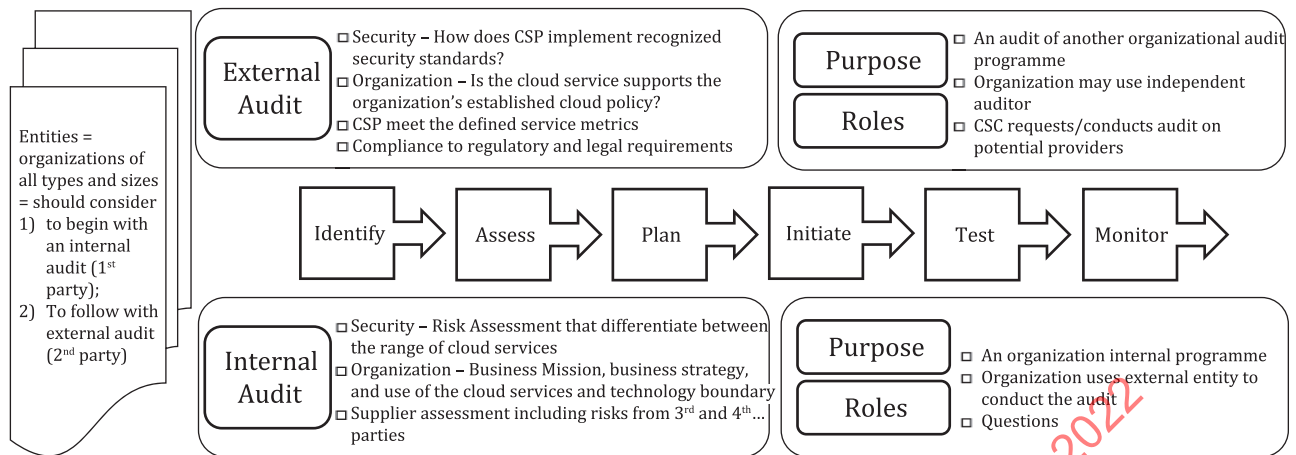 Entities =
organizations of
all types and sizes
= should consider
1) to begin with
an internal
audit (1st
party);
2) To follow with
external audit
(2nd party)
External
Audit
□ Security – How does CSP implement recognized
security standards?
□ Organization – Is the cloud service supports the
organization's established cloud policy?
□ CSP meet the defined service metrics
□ Compliance to regulatory and legal requirements
Purpose
Roles
□ An audit of another organizational audit
programme
□ Organization may use independent
auditor
□ CSC requests/conducts audit on
potential providers
Identify
Assess
Plan
Initiate
Test
Monitor
Internal
Audit
□ Security – Risk Assessment that differentiate between
the range of cloud services
□ Organization – Business Mission, business strategy,
and use of the cloud services and technology boundary
□ Supplier assessment including risks from 3rd and 4th...
parties
Purpose
Roles
□ An organization internal programme
□ Organization uses external entity to
conduct the audit
□ Questions
2022